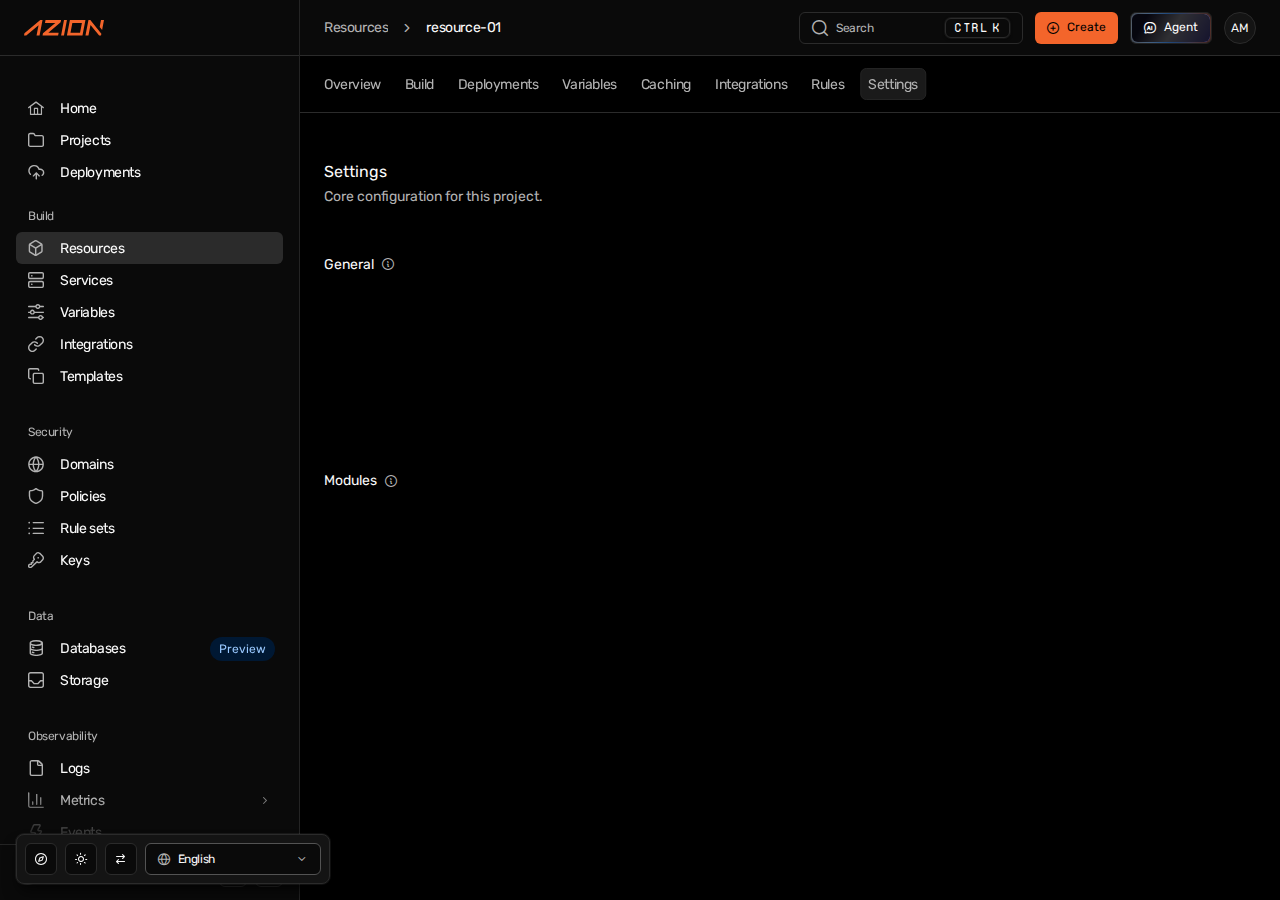 AZION
Resources > resource-01
Search CTRL K
Create
Agent
AM
Overview Build Deployments Variables Caching Integrations Rules Settings
Home
Projects
Deployments
Build
Resources
Services
Variables
Integrations
Templates
Security
Domains
Policies
Rule sets
Keys
Data
Databases Preview
Storage
Observability
Logs
Metrics
Events
English
Settings
Core configuration for this project.
General
Modules